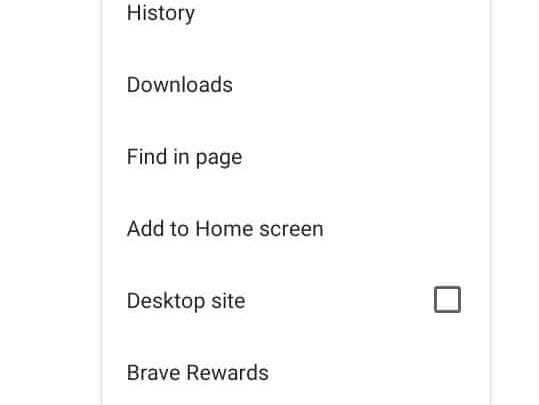 History
Downloads
Find in page
Add to Home screen
Desktop site
Brave Rewards